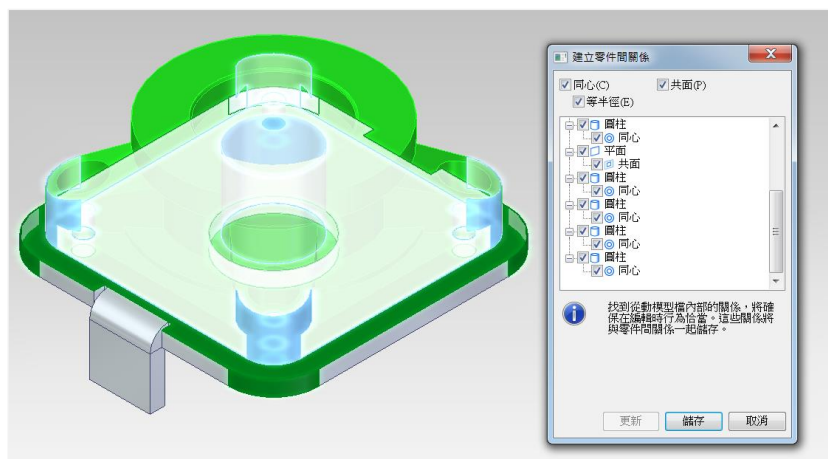 建立零件間關係
同心(C)
共面(P)
等半徑(E)
圓柱
同心
平面
共面
圓柱
同心
圓柱
同心
圓柱
同心
圓柱
同心
找到從動模型檔內部的關係，將確
保在編輯時行為恰當。這些關係將
與零件間關係一起儲存。
更新
儲存
取消